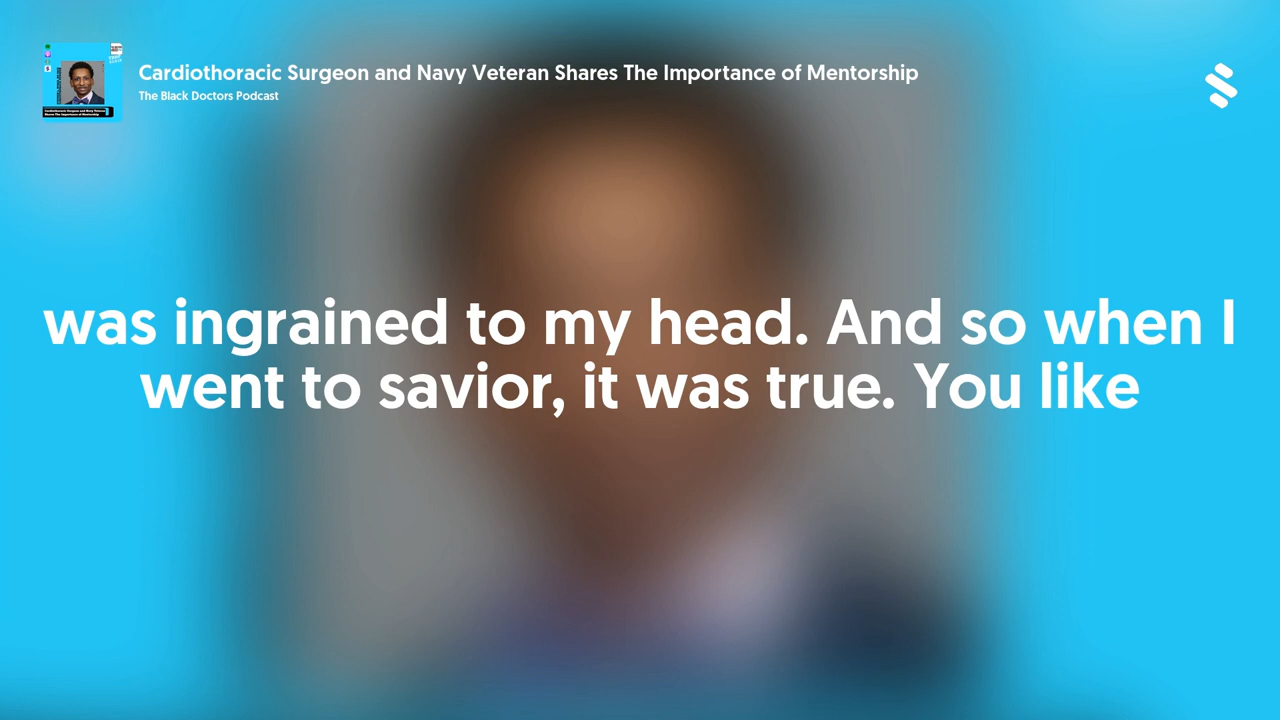 Cardiothoracic Surgeon and Navy Veteran Shares The Importance of Mentorship
The Black Doctors Podcast
was ingrained to my head. And so when I
went to savior, it was true. You like